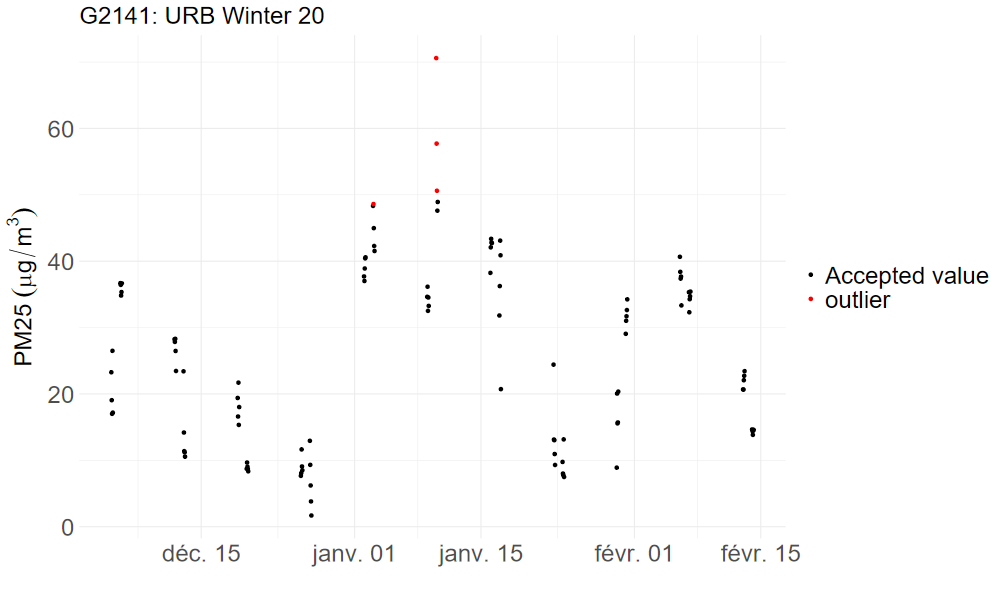 G2141: URB Winter 20
PM25 (μg/m³)
60
40
20
0
déc. 15
janv. 01
janv. 15
févr. 01
févr. 15
Accepted value
outlier